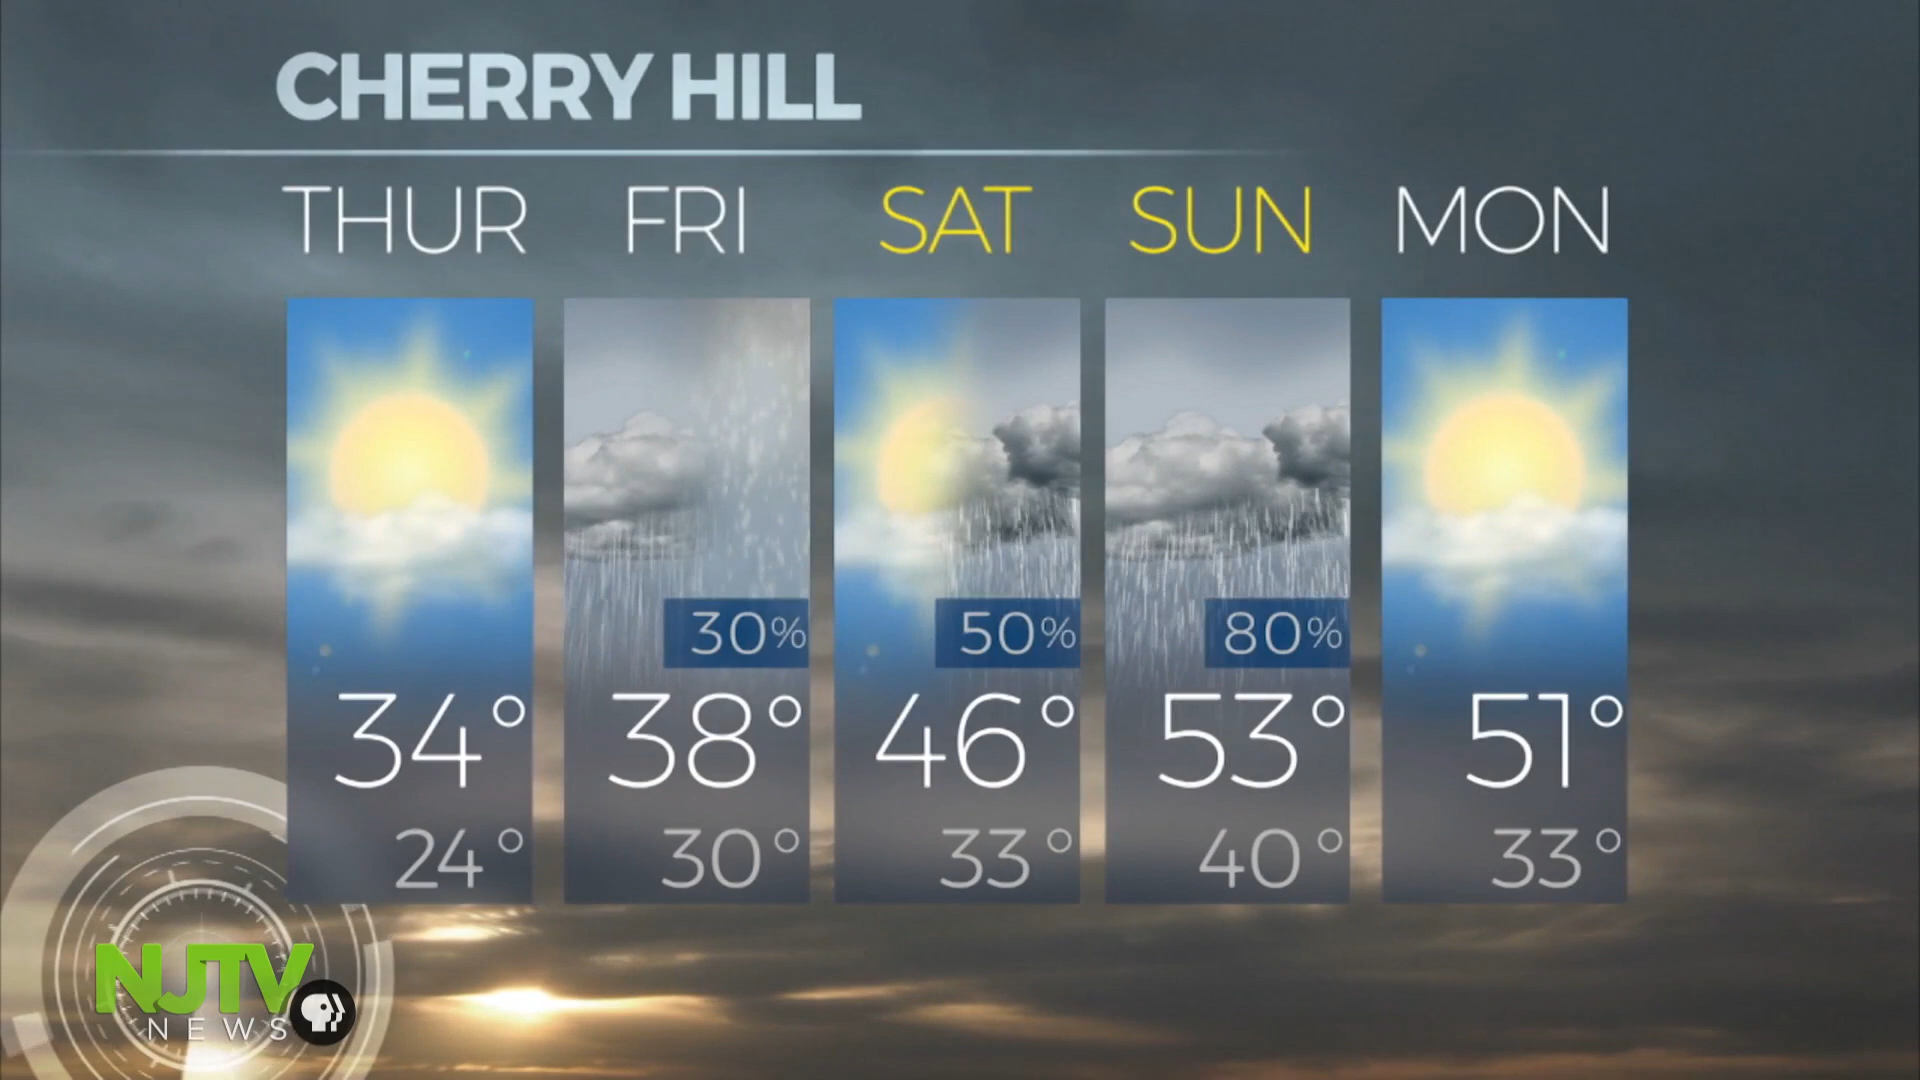 CHERRY HILL
THUR FRI SAT SUN MON
30% 50% 80%
34° 38° 46° 53° 51°
24° 30° 33° 40° 33°
NJTV
NEWS